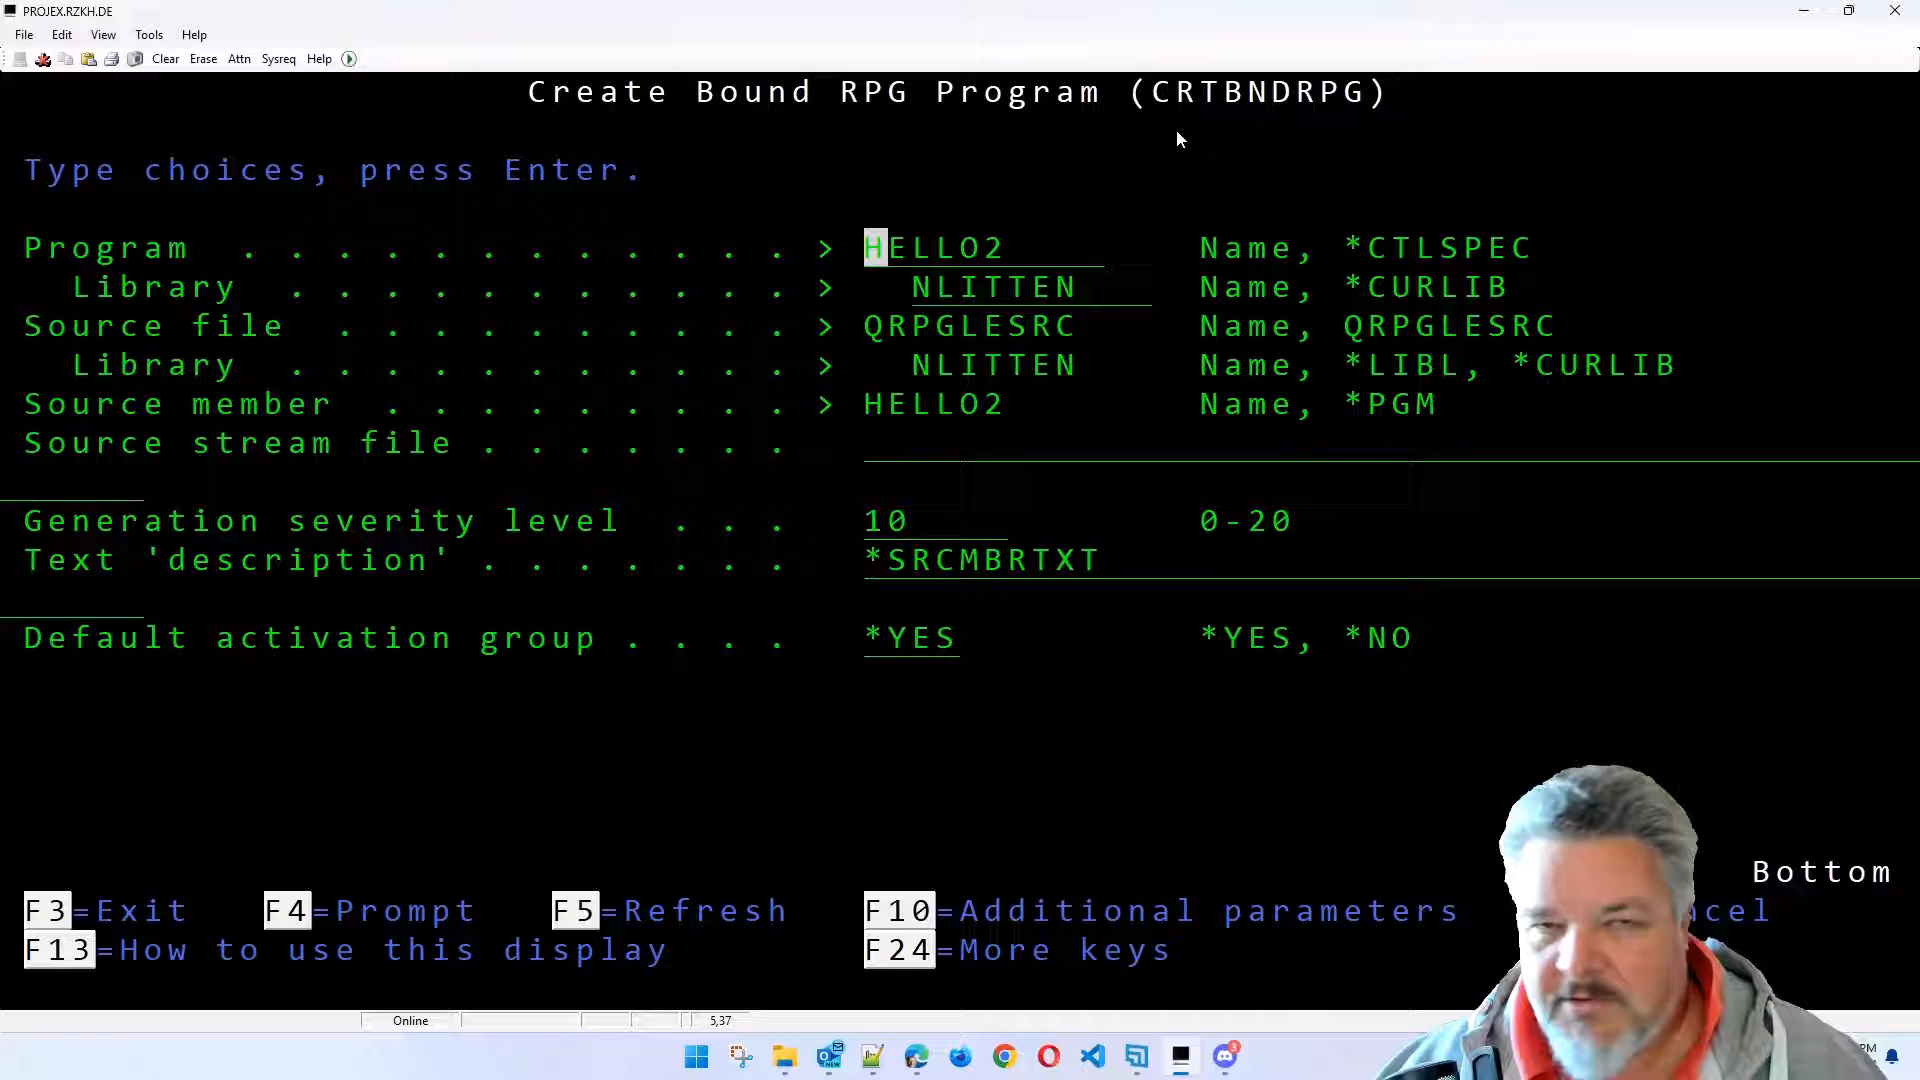 PROJEX.RZKH.DE
File Edit View Tools Help
Clear Erase Attn Sysreq Help
Create Bound RPG Program (CRTBNDRPG)
Type choices, press Enter.
Program . . . . . . . . . . . . > HELLO2 Name, *CTLSPEC
Library . . . . . . . . . . . > NLITTEN Name, *CURLIB
Source file . . . . . . . . . . > QRPGLESRC Name, QRPGLESRC
Library . . . . . . . . . . . > NLITTEN Name, *LIBL, *CURLIB
Source member . . . . . . . . . > HELLO2 Name, *PGM
Source stream file . . . . . . .
Generation severity level . . . 10 0-20
Text 'description' . . . . . . . *SRCMBRTXT
Default activation group . . . . *YES *YES, *NO
Bottom
F3=Exit F4=Prompt F5=Refresh F10=Additional parameters ncel
F13=How to use this display F24=More keys
Online 5,37
NEW 3 PM